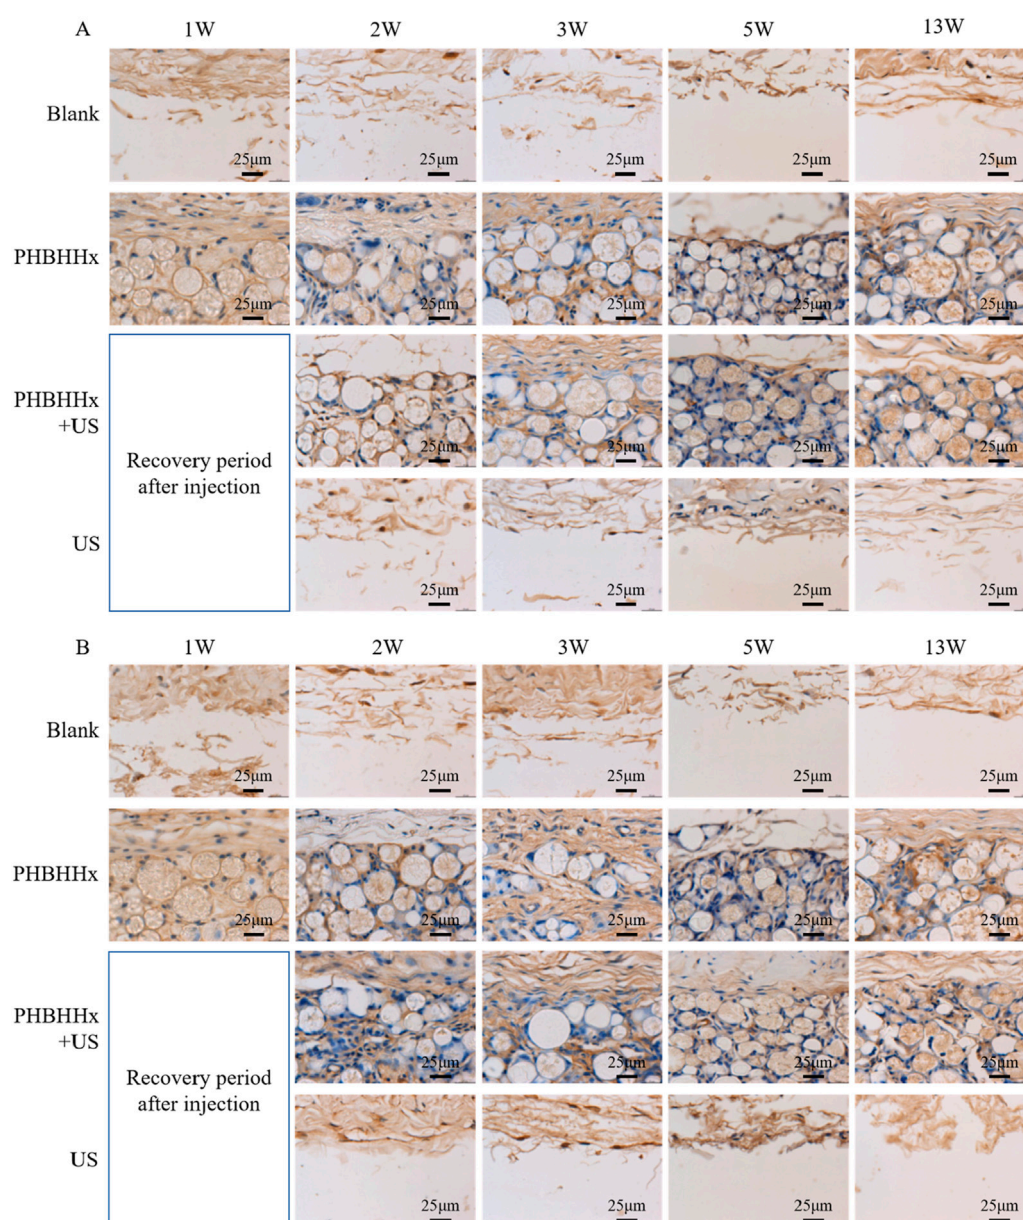 A 1W 2W 3W 5W 13W
Blank 25μm 25μm 25μm 25μm 25μm
PHBHHx 25μm 25μm 25μm 25μm 25μm
PHBHHx
+US 25μm 25μm 25μm 25μm
Recovery period
after injection
US 25μm 25μm 25μm 25μm
B 1W 2W 3W 5W 13W
Blank 25μm 25μm 25μm 25μm 25μm
PHBHHx 25μm 25μm 25μm 25μm 25μm
PHBHHx
+US 25μm 25μm 25μm 25μm
Recovery period
after injection
US 25μm 25μm 25μm 25μm